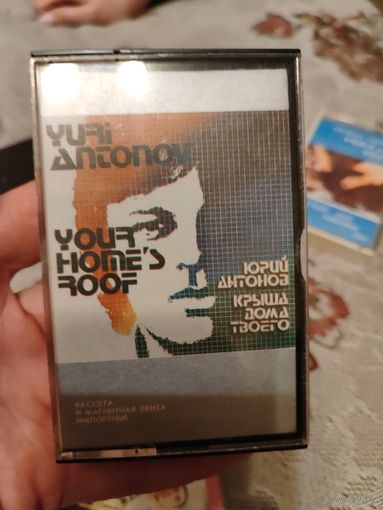 Yuri
Antonov
Your
Home's
Roof
Юрий
Антонов
Крыша
дома
твоего
КАССЕТА
И МАГНИТНАЯ ЛЕНТА
ИМПОРТНЫЕ